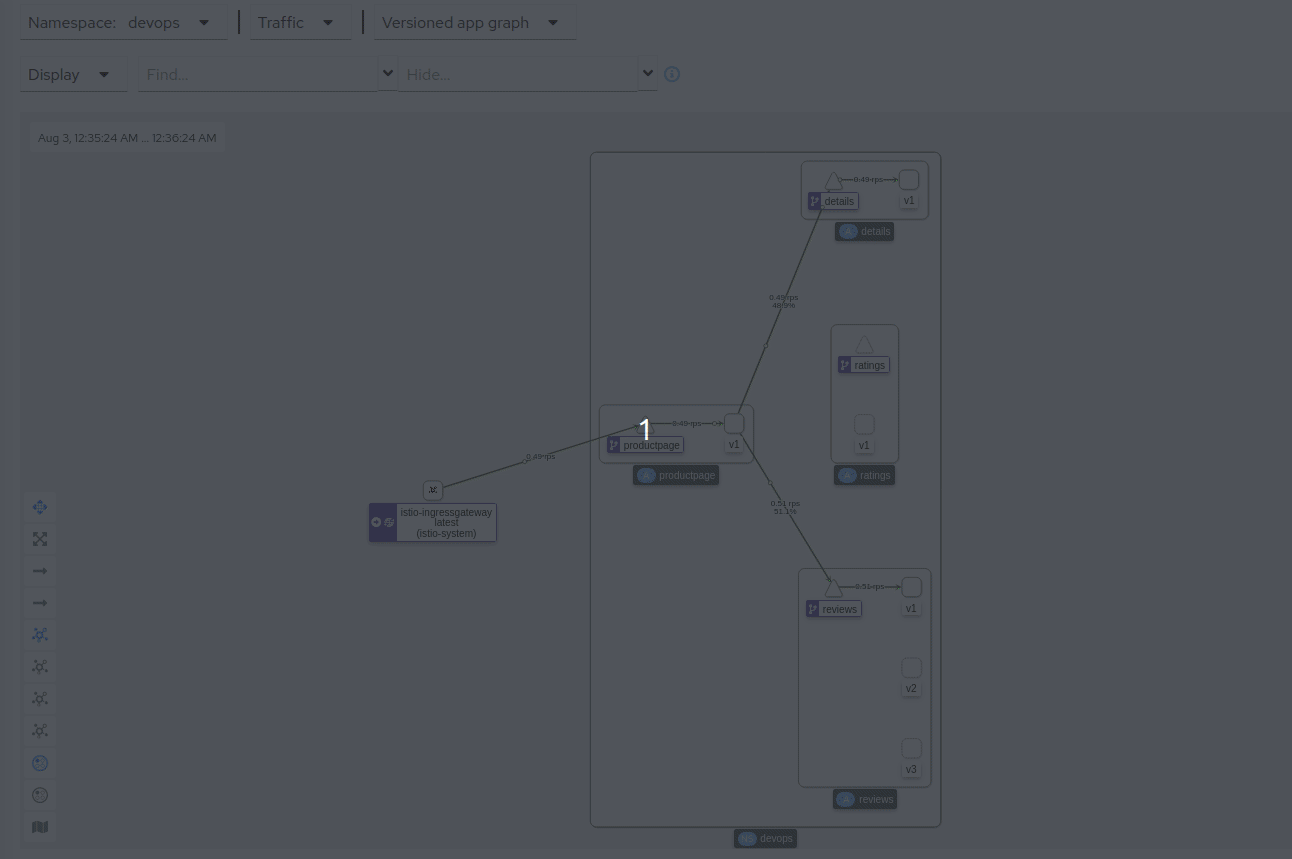 Namespace: devops
Traffic
Versioned app graph
Display
Find...
Hide...
Aug 3, 12:35:24 AM ... 12:36:24 AM
0.49 rps
details
v1
A details
0.49 rps
48.9%
ratings
v1
A ratings
1
0.49 rps
productpage
v1
A productpage
0.49 rps
istio-ingressgateway
latest
(istio-system)
0.51 rps
51.1%
0.51 rps
reviews
v1
v2
v3
A reviews
NS devops